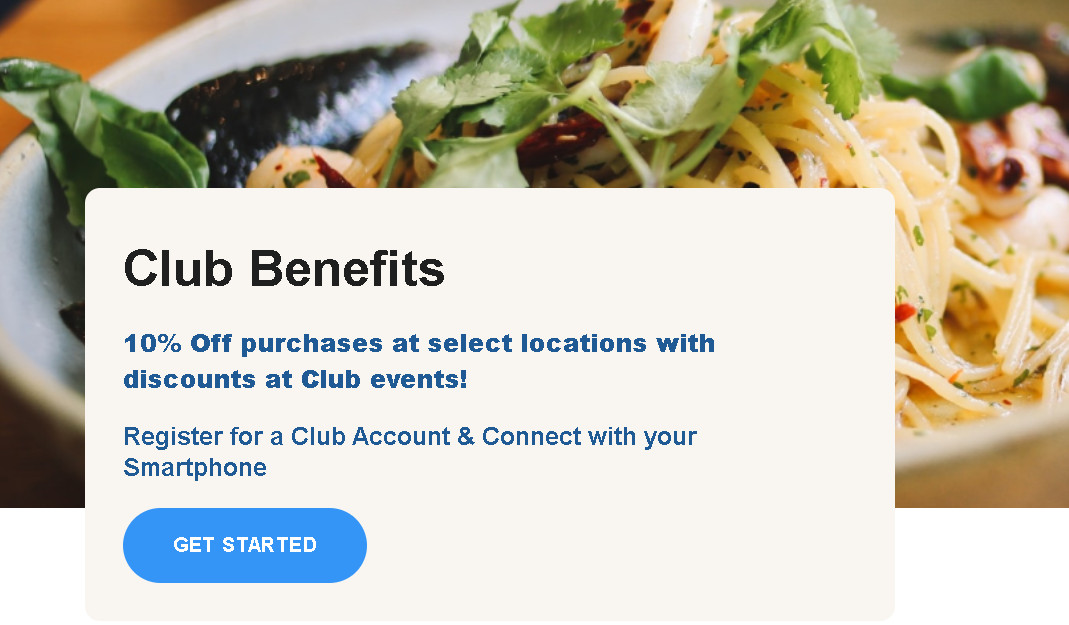 Club Benefits
10% Off purchases at select locations with
discounts at Club events!
Register for a Club Account & Connect with your
Smartphone
GET STARTED